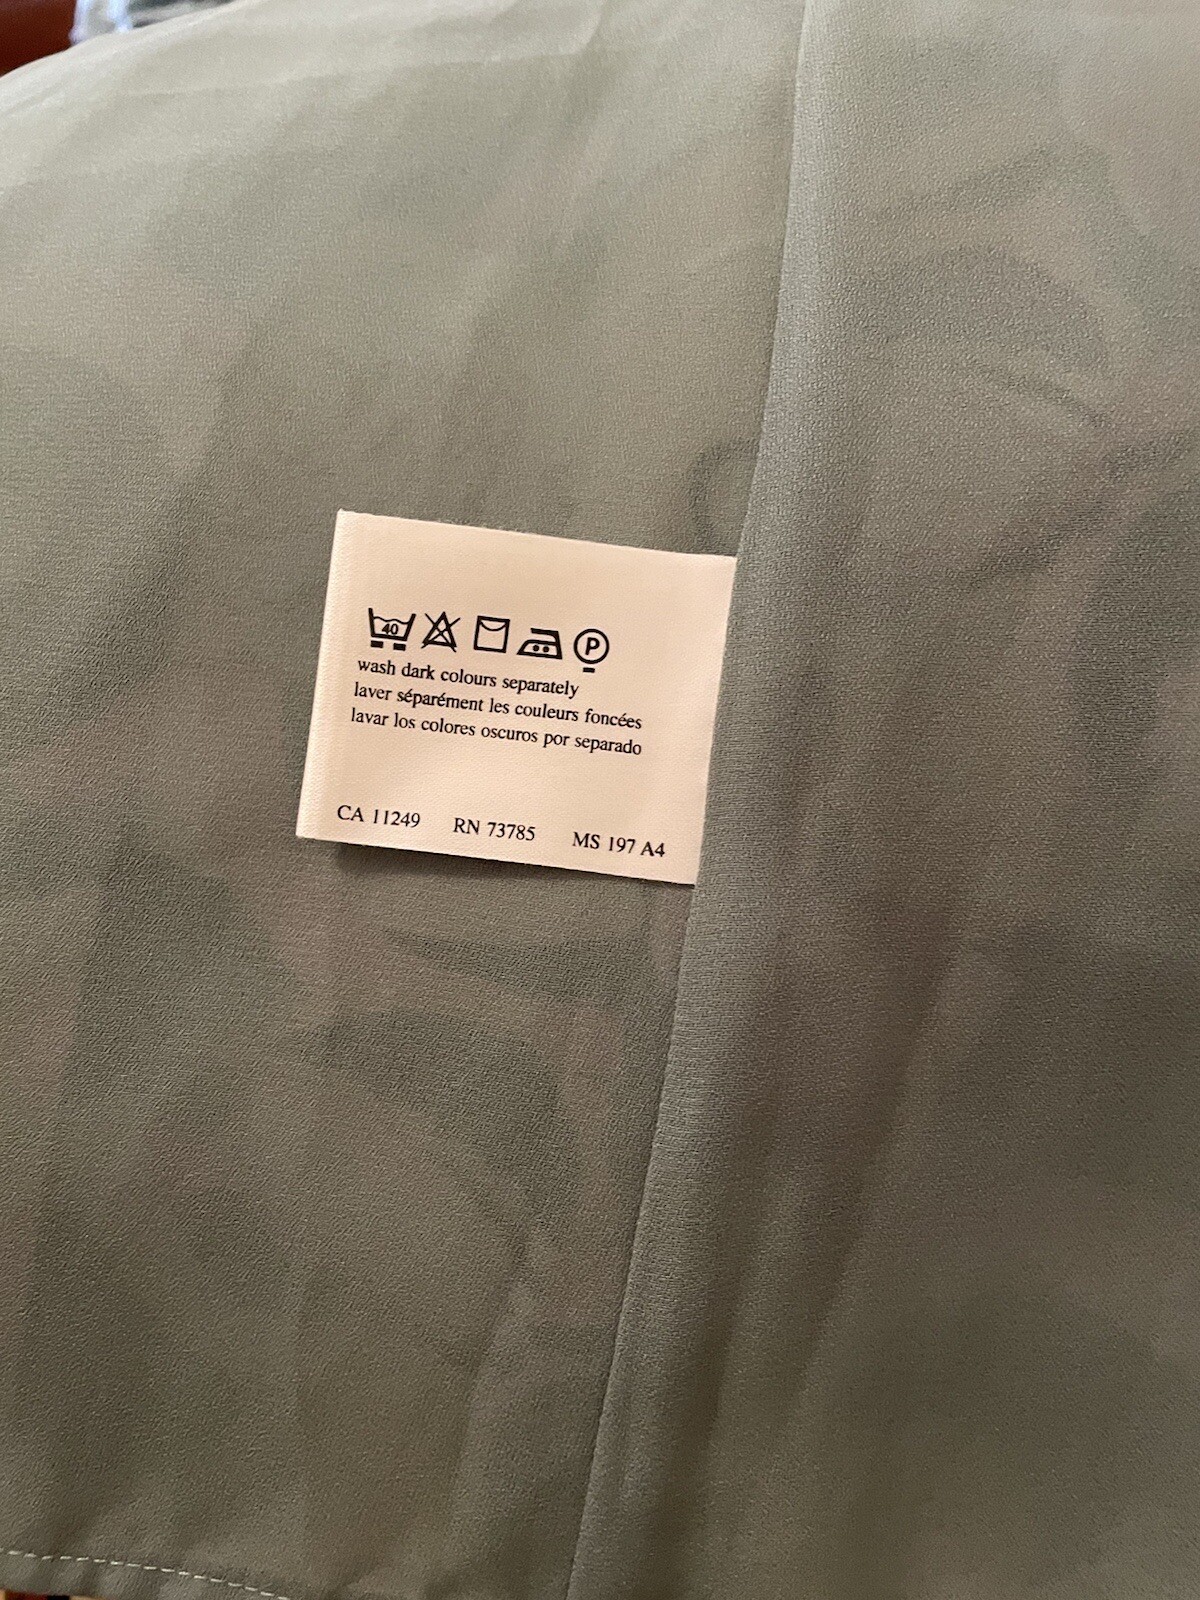 40 P
wash dark colours separately
laver séparément les couleurs foncées
lavar los colores oscuros por separado
CA 11249 RN 73785 MS 197 A4